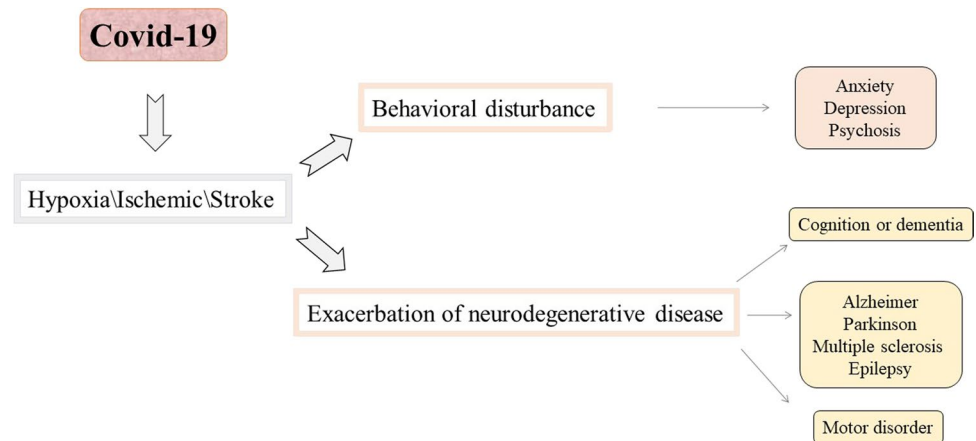 Covid-19
Hypoxia\Ischemic\Stroke
Behavioral disturbance
Anxiety
Depression
Psychosis
Exacerbation of neurodegenerative disease
Cognition or dementia
Alzheimer
Parkinson
Multiple sclerosis
Epilepsy
Motor disorder